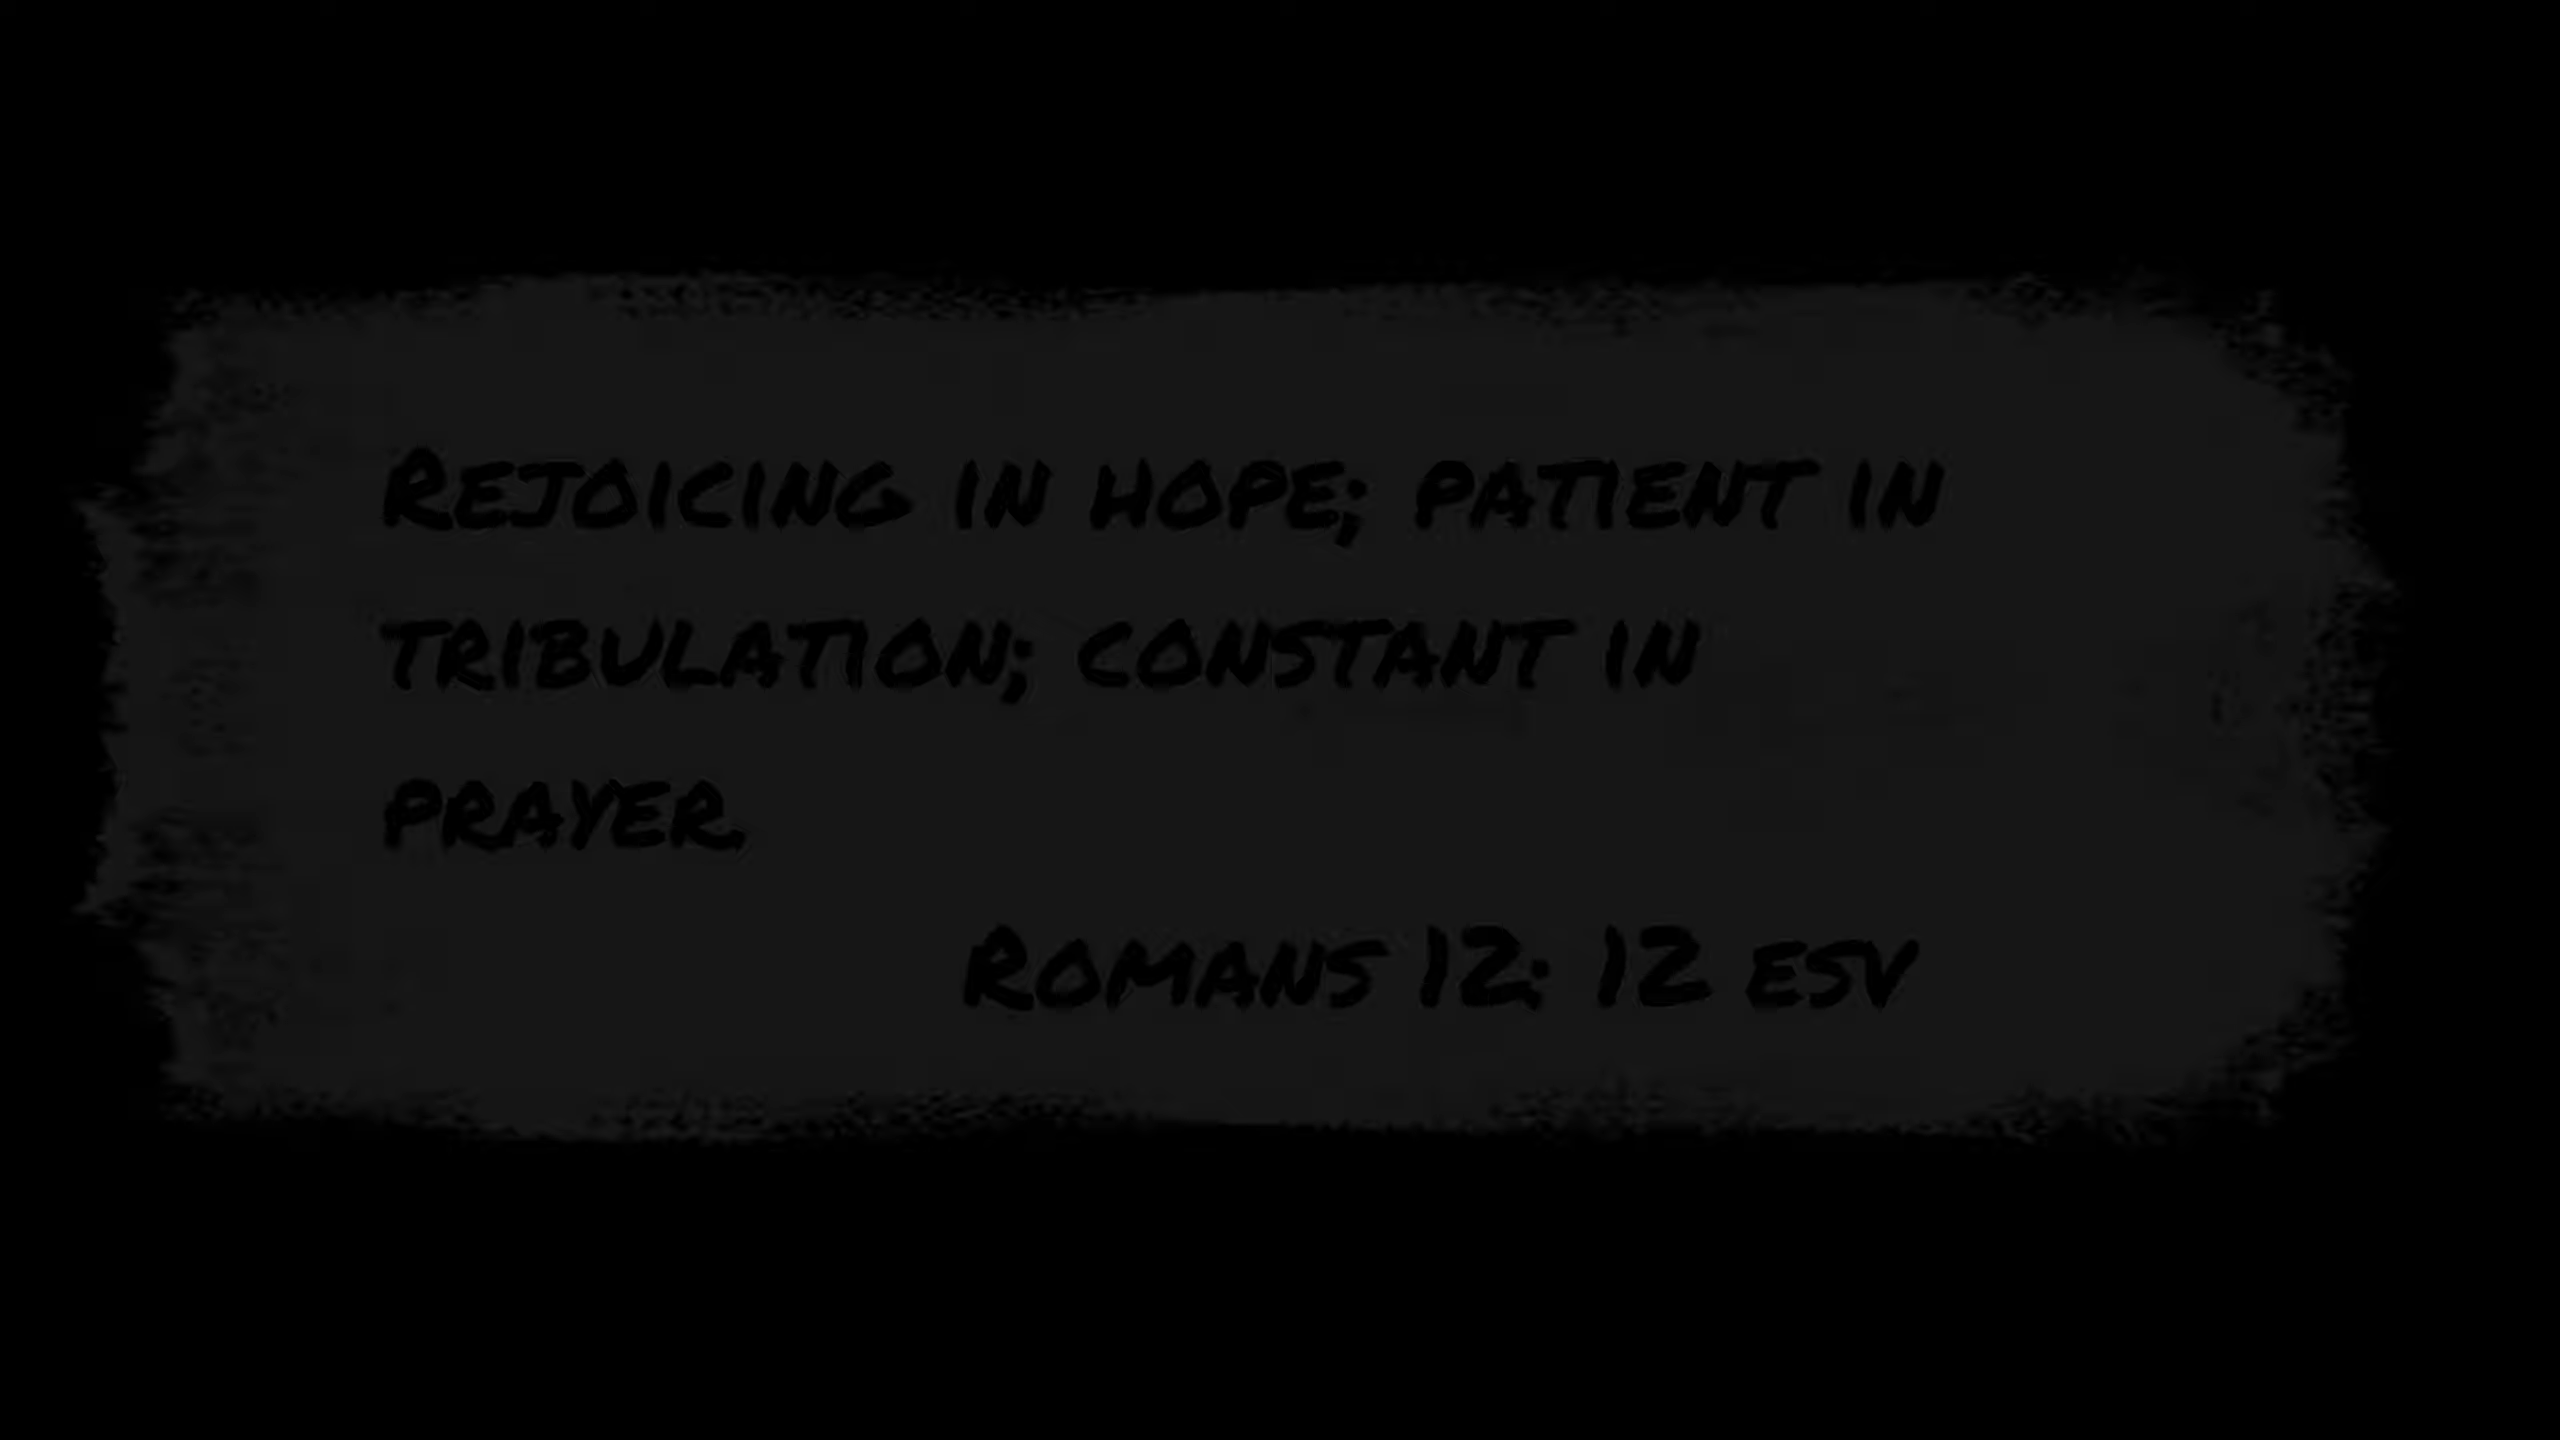 Rejoicing in hope; patient in
tribulation; constant in
prayer.
Romans 12: 12 ESV